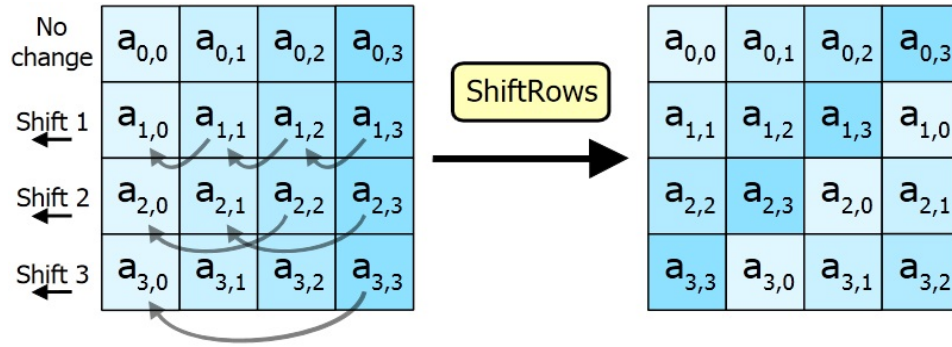 No
change
a0,0 a0,1 a0,2 a0,3
Shift 1
a1,0 a1,1 a1,2 a1,3
Shift 2
a2,0 a2,1 a2,2 a2,3
Shift 3
a3,0 a3,1 a3,2 a3,3
ShiftRows
a0,0 a0,1 a0,2 a0,3
a1,1 a1,2 a1,3 a1,0
a2,2 a2,3 a2,0 a2,1
a3,3 a3,0 a3,1 a3,2